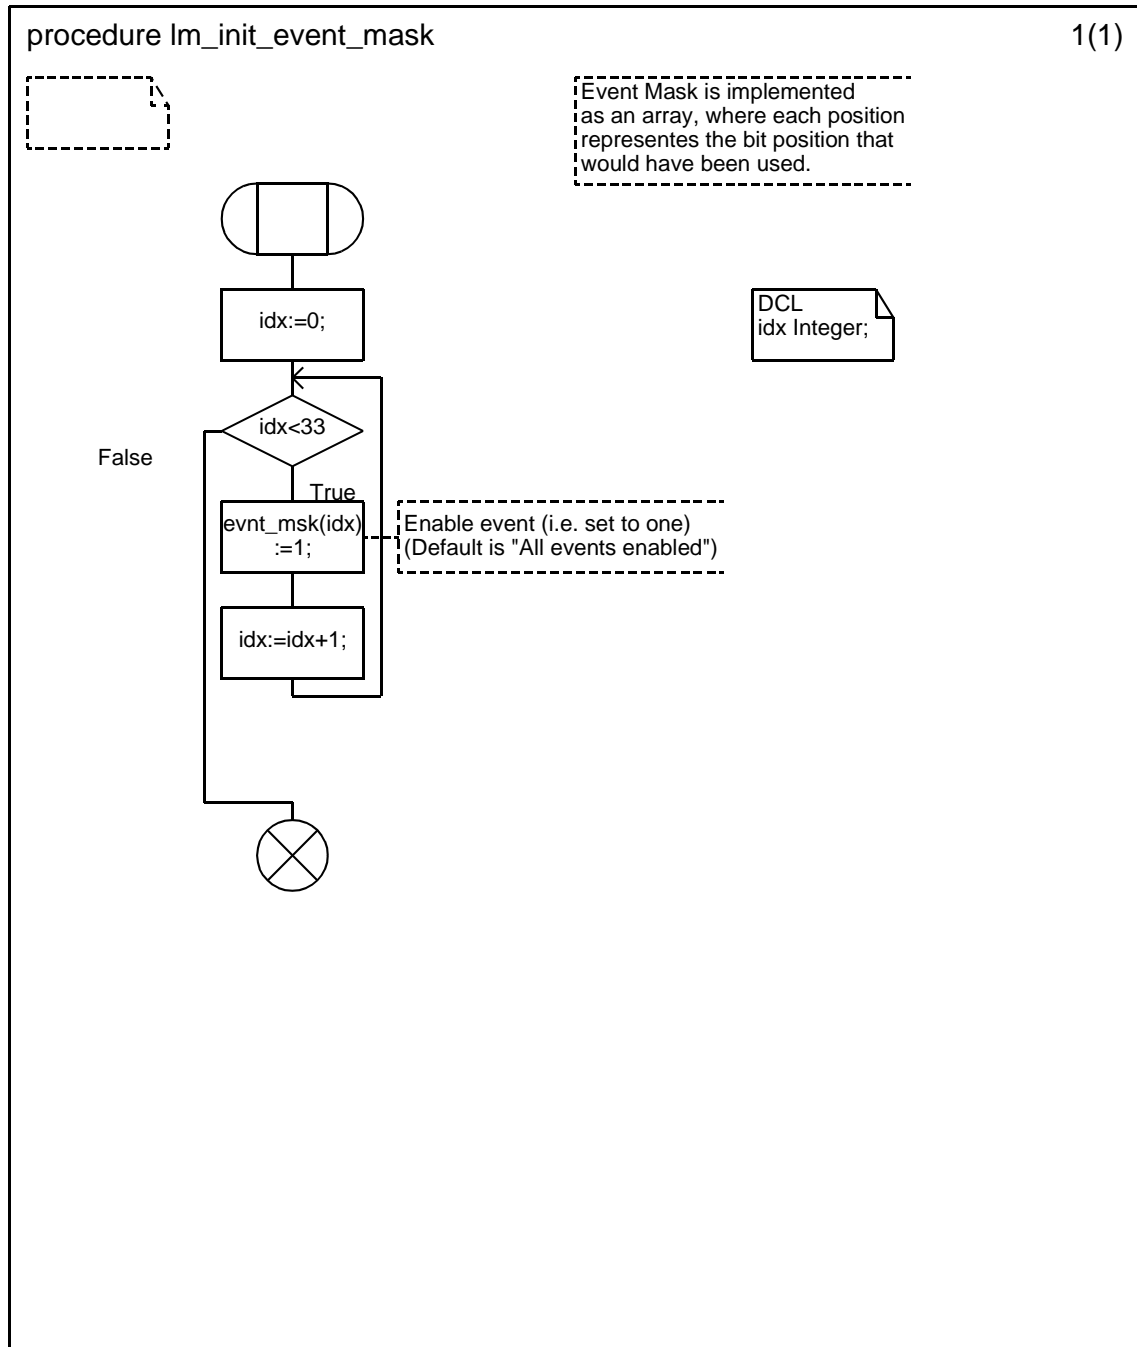 procedure lm_init_event_mask
1(1)
Event Mask is implemented
as an array, where each position
representes the bit position that
would have been used.
idx:=0;
DCL
idx Integer;
idx<33
False
True
evnt_msk(idx)
:=1;
Enable event (i.e. set to one)
(Default is "All events enabled")
idx:=idx+1;